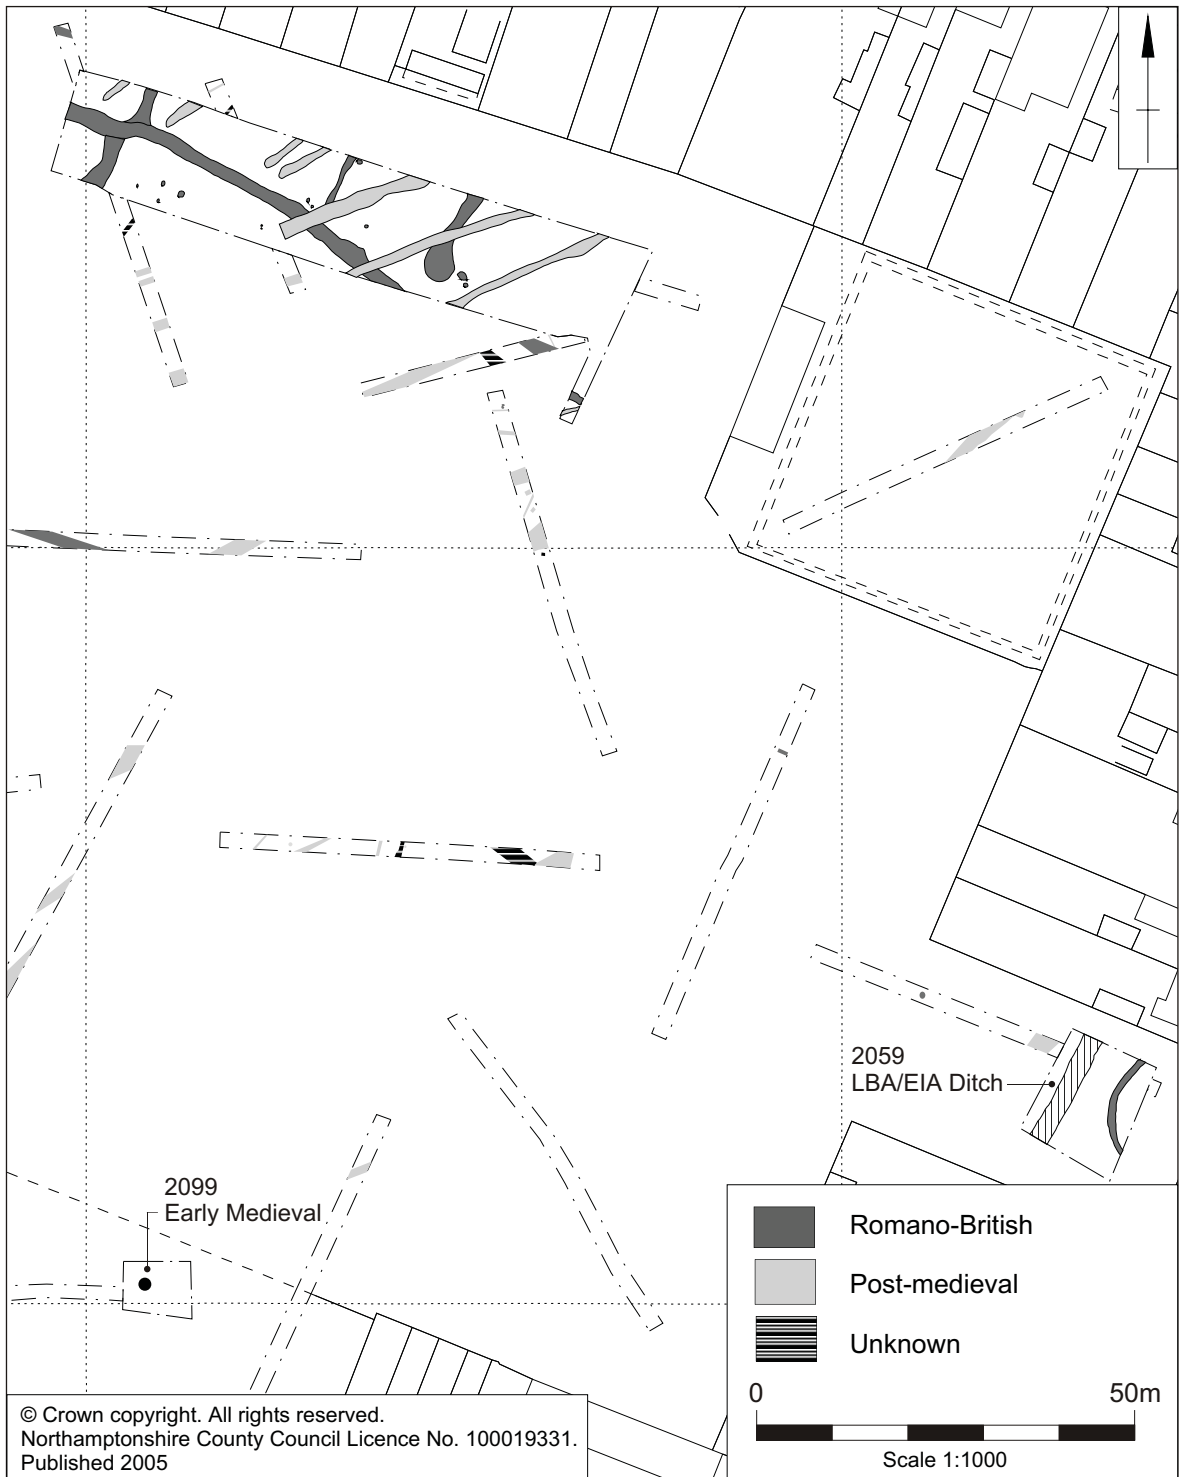 2059
LBA/EIA Ditch
2099
Early Medieval
Romano-British
Post-medieval
Unknown
0 50m
Scale 1:1000
© Crown copyright. All rights reserved.
Northamptonshire County Council Licence No. 100019331.
Published 2005